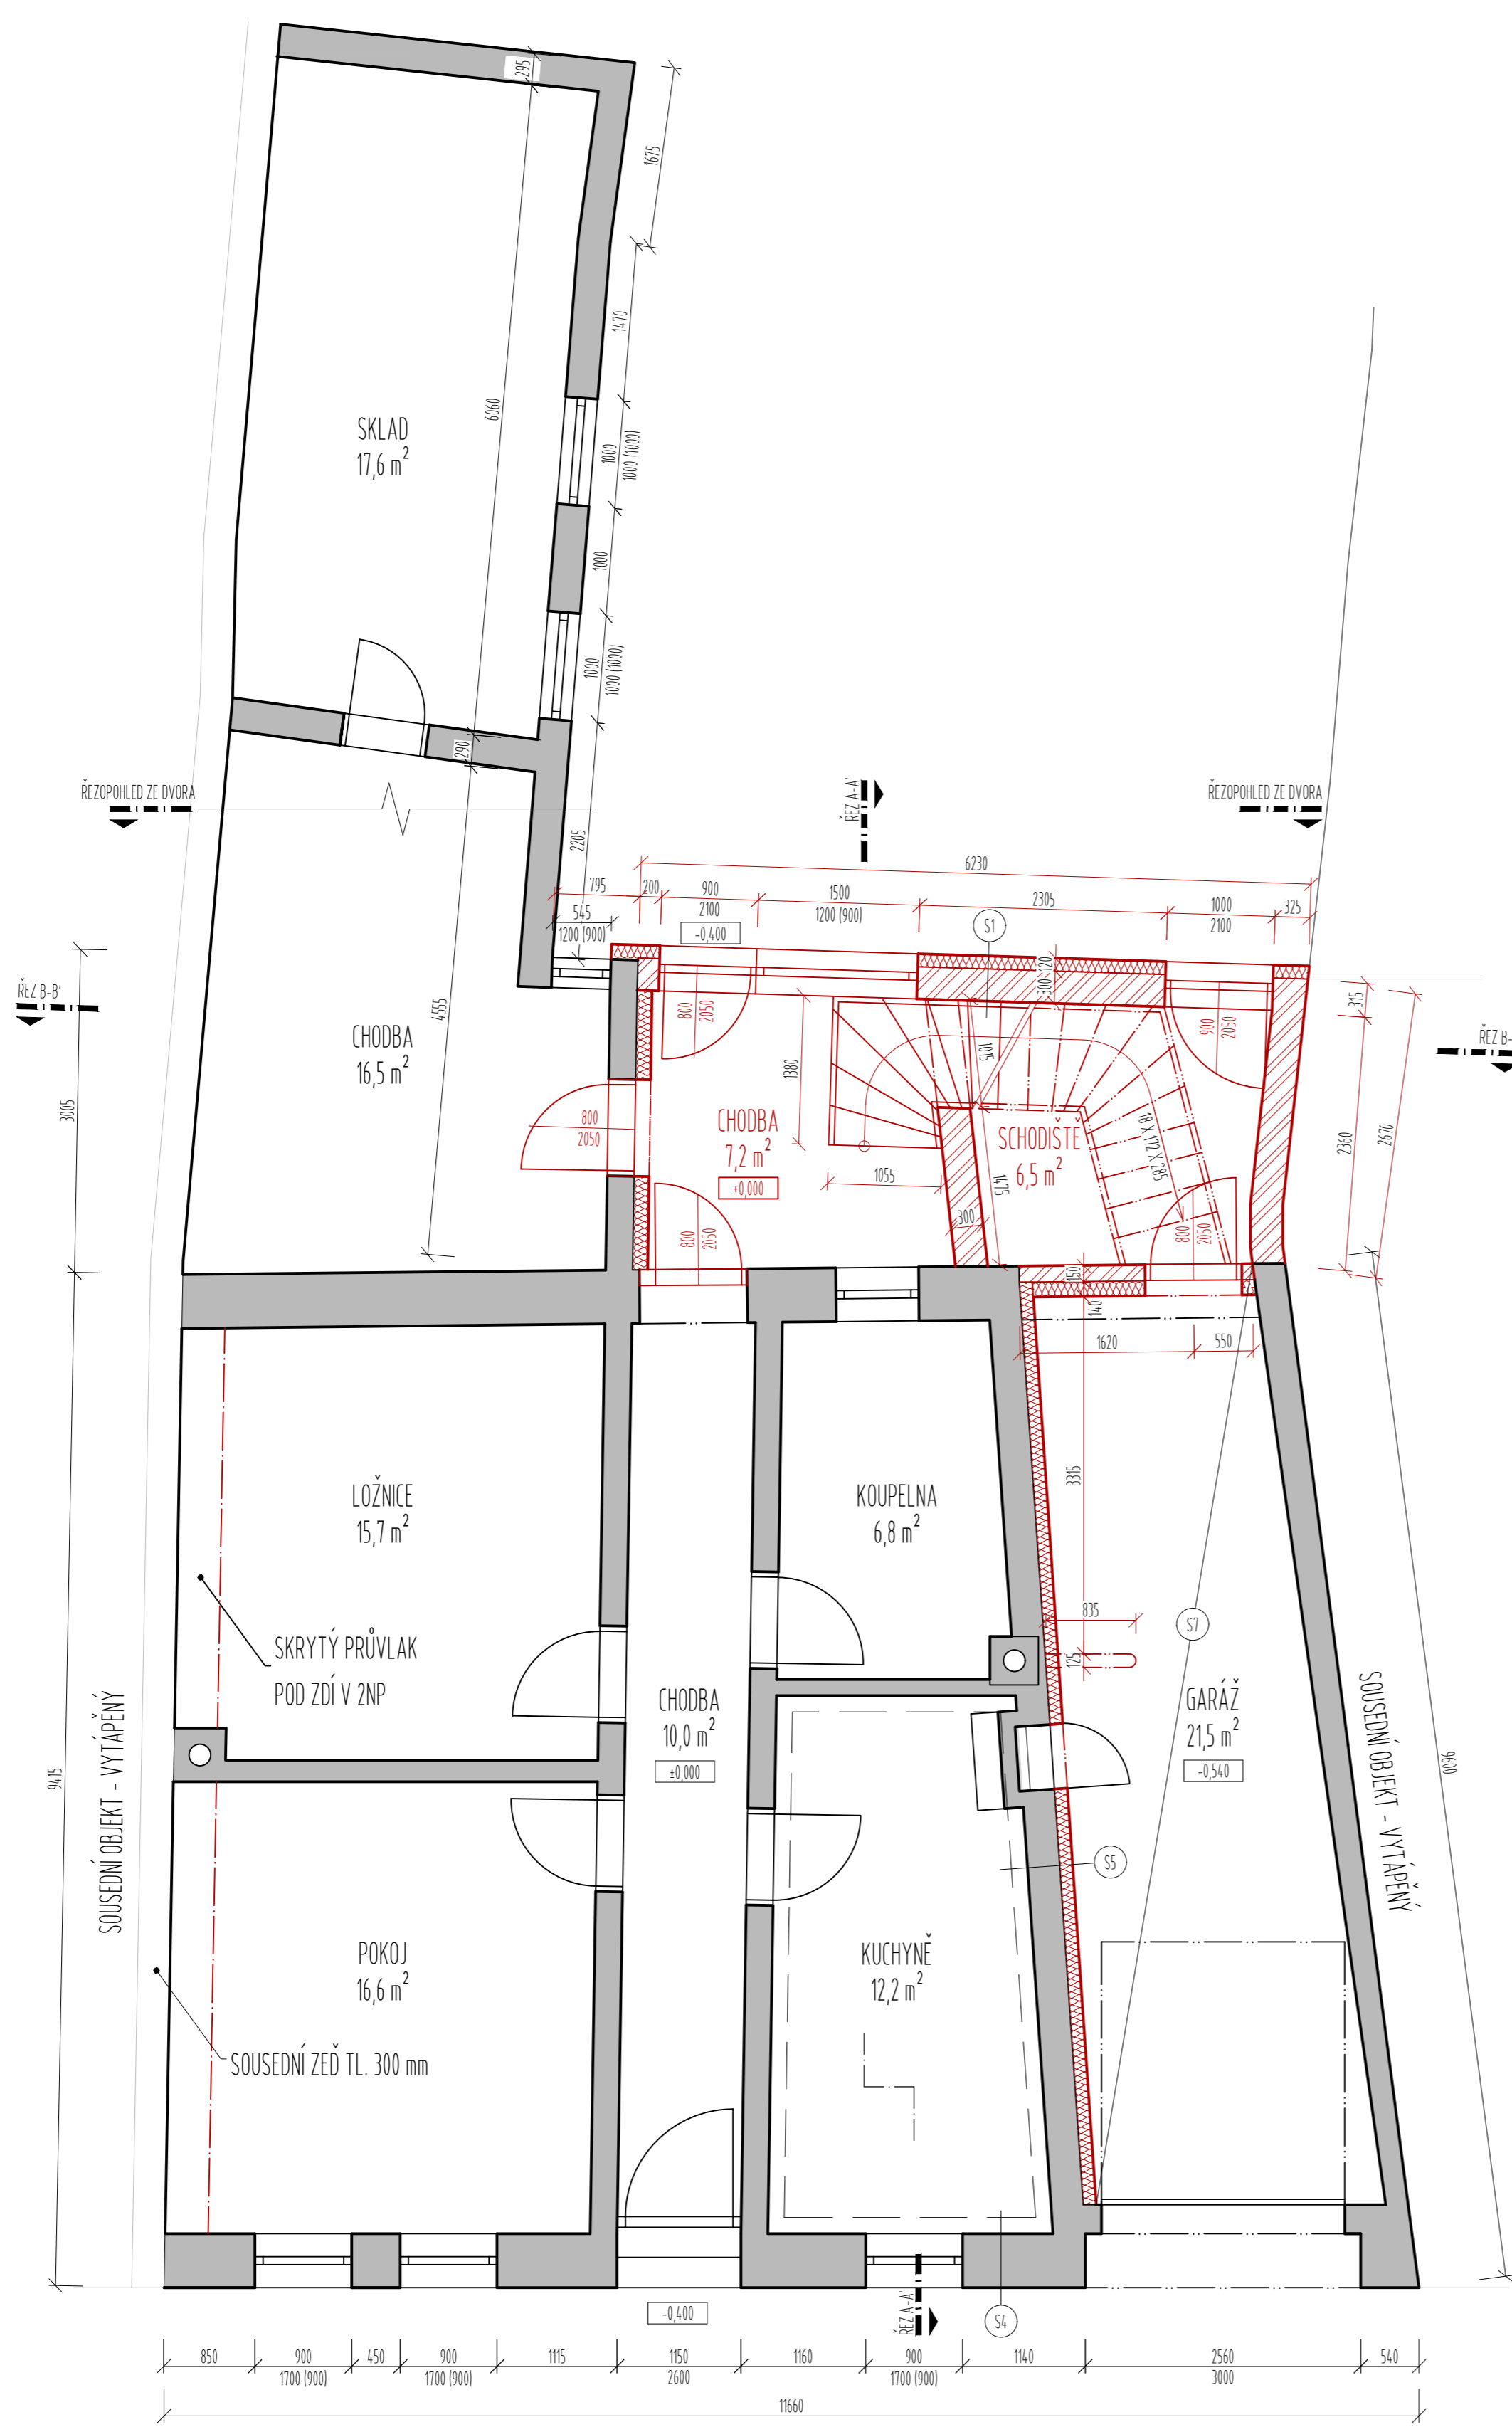 295
1675
1470
6060
SKLAD
17,6 m²
1000
1000 (1000)
1000
1000
1000 (1000)
290
ŘEZOPOHLED ZE DVORA
ŘEZ A-A'
ŘEZOPOHLED ZE DVORA
2205
6230
795
200
900
2100
1500
1200 (900)
2305
1000
2100
325
545
1200 (900)
-0,400
S1
ŘEZ B-B'
300
120
315
4555
CHODBA
16,5 m²
800
2050
900
2050
1380
1015
ŘEZ B-
3005
800
2050
CHODBA
7,2 m²
±0,000
SCHODIŠTĚ
6,5 m²
18 X 172 X 285
2360
2670
1055
1475
300
800
2050
800
2050
150
140
1620
550
3315
LOŽNICE
15,7 m²
KOUPELNA
6,8 m²
835
S7
125
SKRYTÝ PRŮVLAK
POD ZDÍ V 2NP
CHODBA
10,0 m²
±0,000
GARÁŽ
21,5 m²
-0,540
SOUSEDNÍ OBJEKT - VYTÁPĚNÝ
SOUSEDNÍ OBJEKT - VYTÁPĚNÝ
9415
9690
S5
POKOJ
16,6 m²
KUCHYNĚ
12,2 m²
SOUSEDNÍ ZEĎ TL. 300 mm
-0,400
ŘEZ A-A'
S4
850
900
1700 (900)
450
900
1700 (900)
1115
1150
2600
1160
900
1700 (900)
1140
2560
3000
540
11660